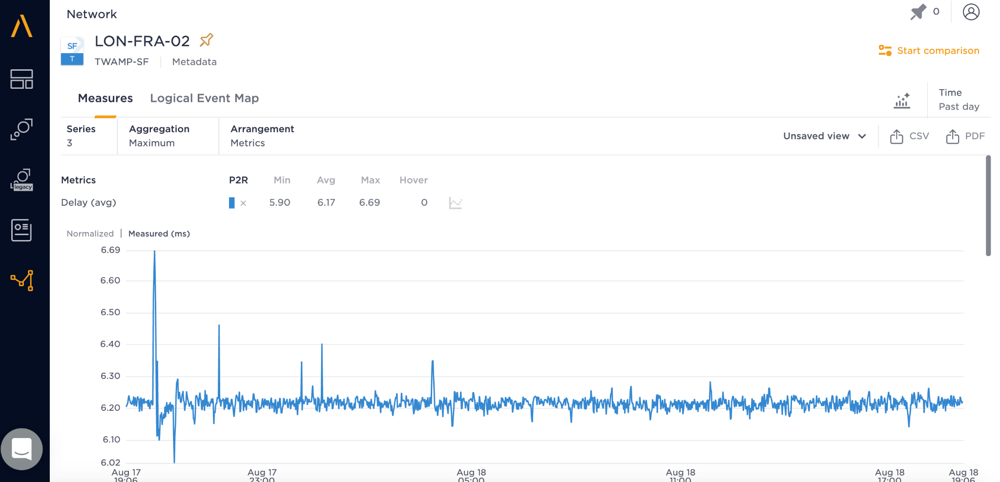 Network
0
SF
T
LON-FRA-02
TWAMP-SF
Metadata
Start comparison
Measures
Logical Event Map
Time
Past day
Series
3
Aggregation
Maximum
Arrangement
Metrics
Unsaved view
CSV
PDF
legacy
Metrics P2R Min Avg Max Hover
Delay (avg) × 5.90 6.17 6.69 0
Normalized | Measured (ms)
6.69
6.60
6.50
6.40
6.30
6.20
6.10
6.02
Aug 17 Aug 17 Aug 18 Aug 18 Aug 18 Aug 18
19:06 23:00 05:00 11:00 17:00 19:06